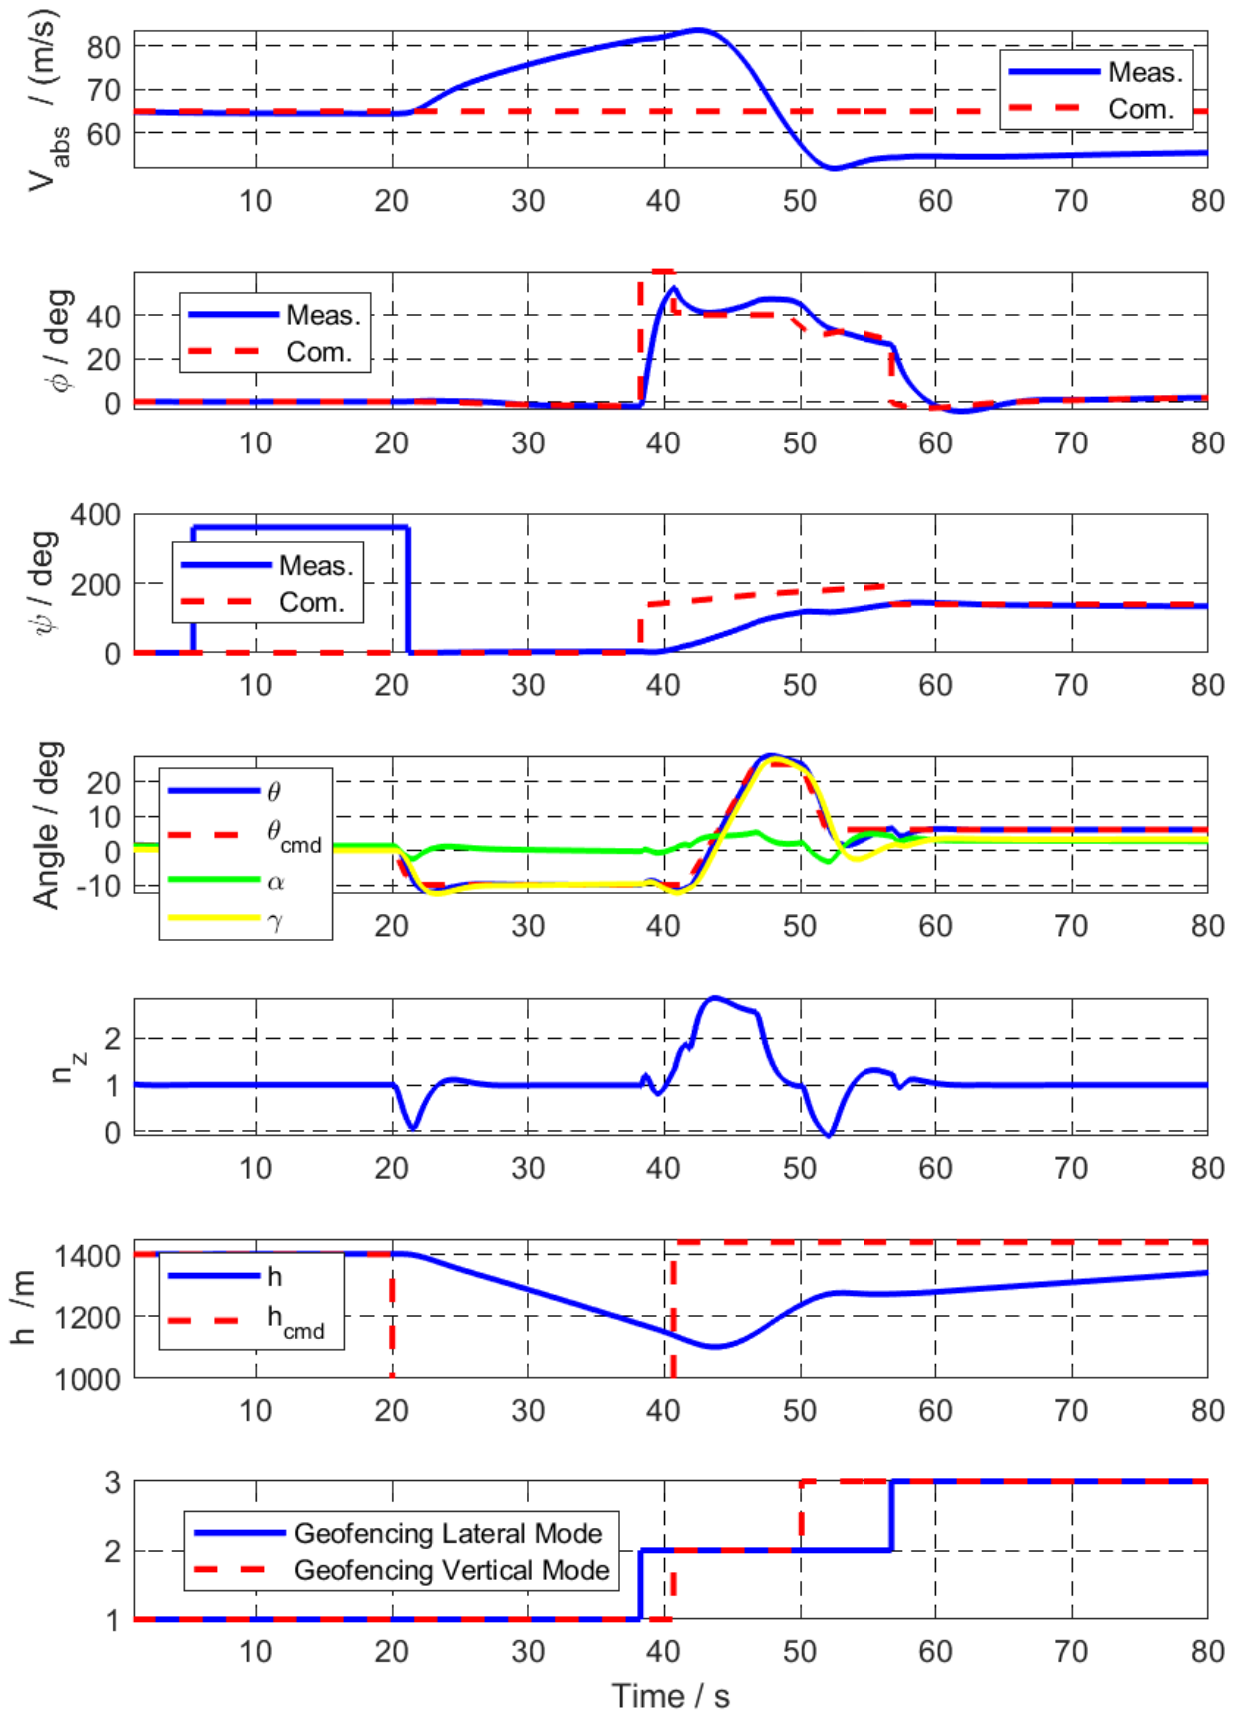 V_abs / (m/s)
80
70
60
Meas.
Com.
10 20 30 40 50 60 70 80
ϕ / deg
40
20
0
Meas.
Com.
10 20 30 40 50 60 70 80
ψ / deg
400
200
0
Meas.
Com.
10 20 30 40 50 60 70 80
Angle / deg
20
10
0
-10
θ
θ_cmd
α
γ
20 30 40 50 60 70 80
n_z
2
1
0
10 20 30 40 50 60 70 80
h /m
1400
1200
1000
h
h_cmd
10 20 30 40 50 60 70 80
3
2
1
Geofencing Lateral Mode
Geofencing Vertical Mode
10 20 30 40 50 60 70 80
Time / s